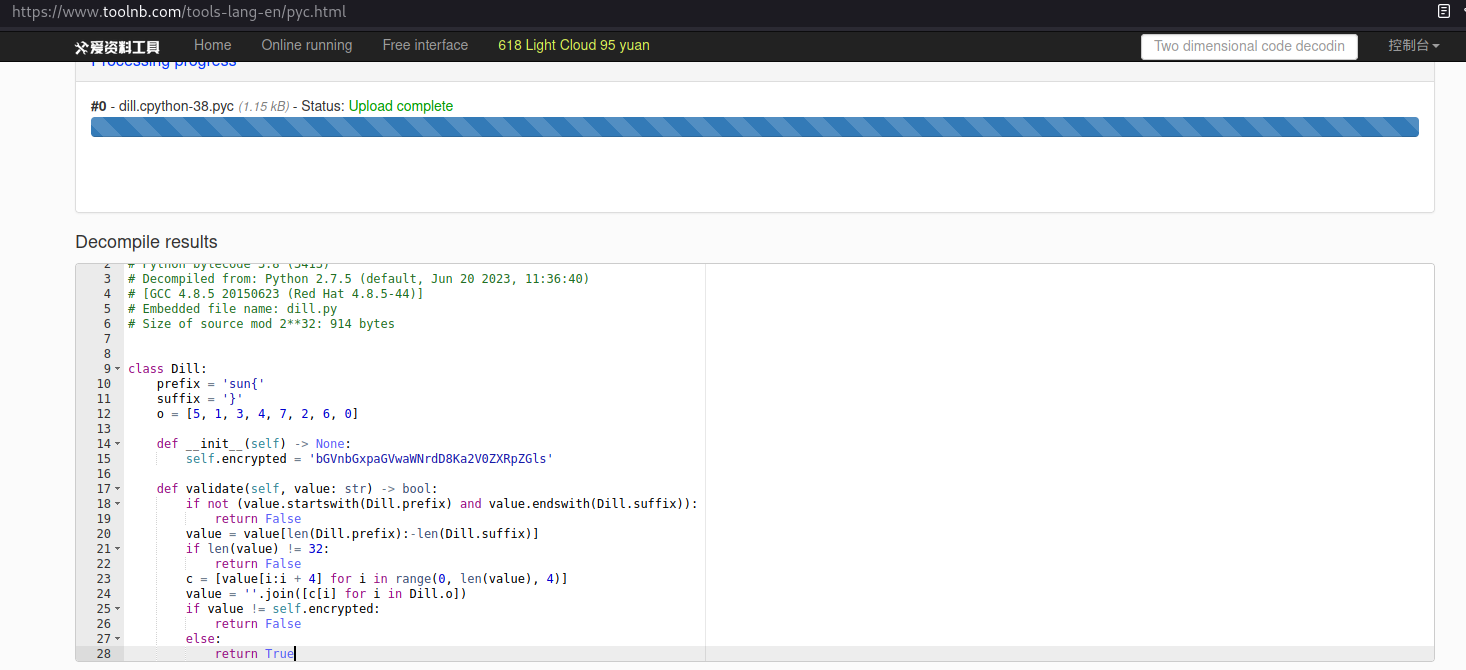 https://www.toolnb.com/tools-lang-en/pyc.html
爱资料工具 Home Online running Free interface 618 Light Cloud 95 yuan Two dimensional code decodin 控制台
Processing progress
#0 - dill.cpython-38.pyc (1.15 kB) - Status: Upload complete
Decompile results
2 # Python bytecode 3.8 (3413)
3 # Decompiled from: Python 2.7.5 (default, Jun 20 2023, 11:36:40)
4 # [GCC 4.8.5 20150623 (Red Hat 4.8.5-44)]
5 # Embedded file name: dill.py
6 # Size of source mod 2**32: 914 bytes
7
8
9 class Dill:
10     prefix = 'sun{'
11     suffix = '}'
12     o = [5, 1, 3, 4, 7, 2, 6, 0]
13
14     def __init__(self) -> None:
15         self.encrypted = 'bGVnbGxpaGVwaWNrdD8Ka2V0ZXRpZGls'
16
17     def validate(self, value: str) -> bool:
18         if not (value.startswith(Dill.prefix) and value.endswith(Dill.suffix)):
19             return False
20         value = value[len(Dill.prefix):-len(Dill.suffix)]
21         if len(value) != 32:
22             return False
23         c = [value[i:i + 4] for i in range(0, len(value), 4)]
24         value = ''.join([c[i] for i in Dill.o])
25         if value != self.encrypted:
26             return False
27         else:
28             return True